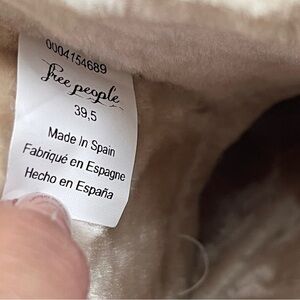 0004154689
free people
39,5
Made In Spain
Fabriqué en Espagne
Hecho en España